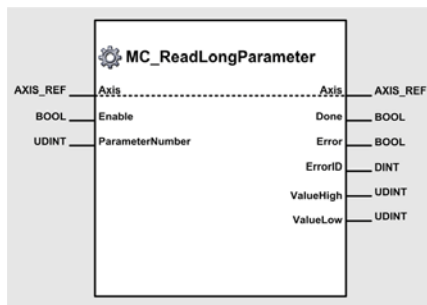 MC_ReadLongParameter
AXIS_REF Axis Axis AXIS_REF
BOOL Enable Done BOOL
UDINT ParameterNumber Error BOOL
ErrorID DINT
ValueHigh UDINT
ValueLow UDINT